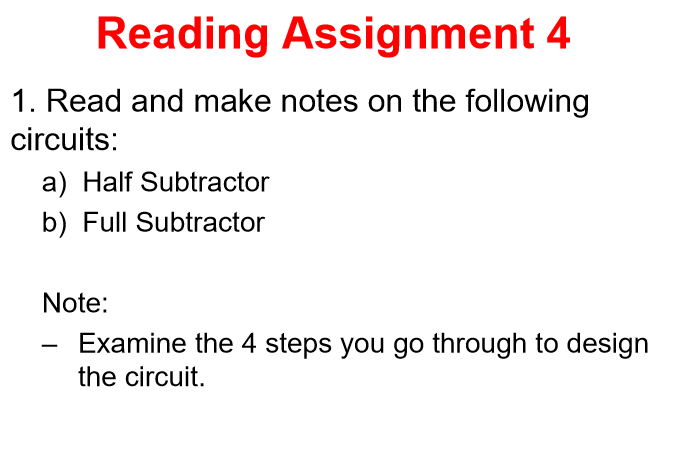 Reading Assignment 4
1. Read and make notes on the following
circuits:
a) Half Subtractor
b) Full Subtractor
Note:
– Examine the 4 steps you go through to design
the circuit.